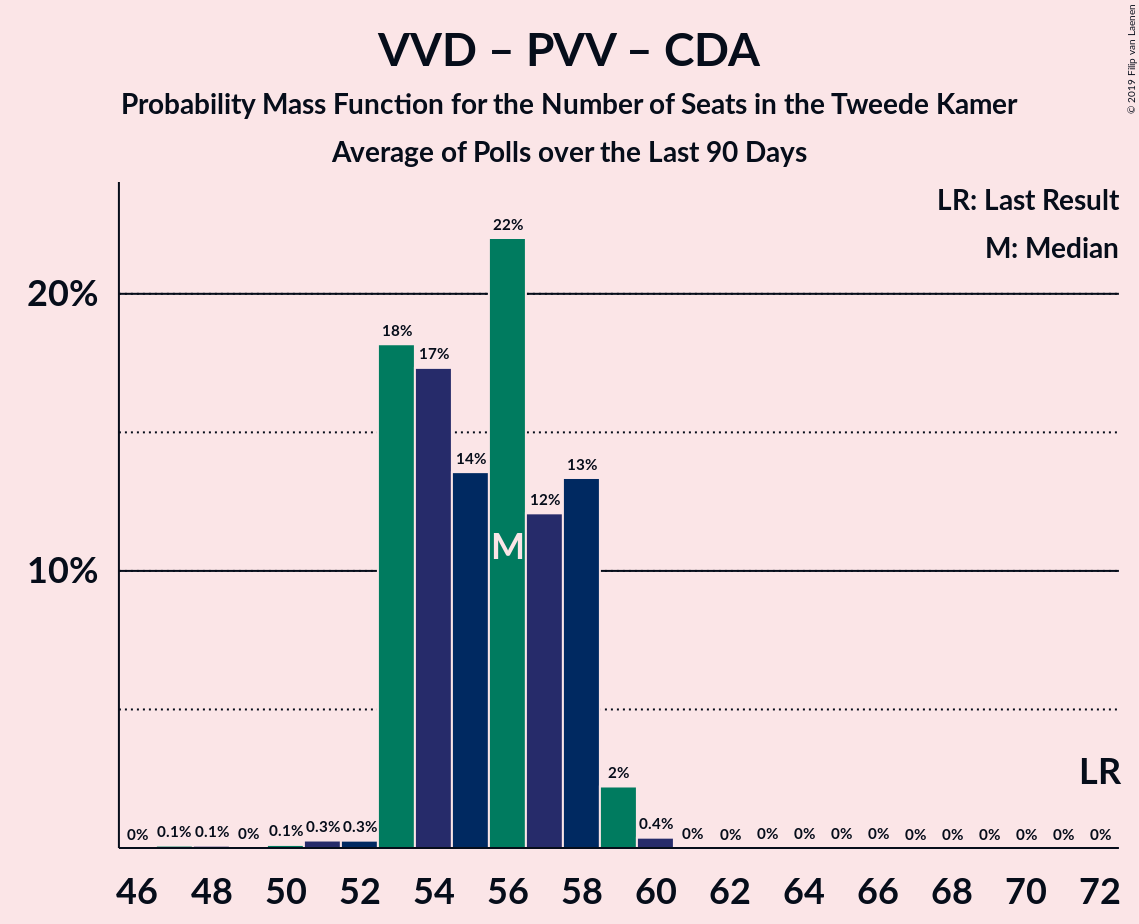 VVD – PVV – CDA
Probability Mass Function for the Number of Seats in the Tweede Kamer
Average of Polls over the Last 90 Days
© 2019 Filip van Laenen
LR: Last Result
M: Median
20%
10%
0% 0.1% 0.1% 0% 0.1% 0.3% 0.3% 18% 17% 14% 22% 12% 13% 2% 0.4% 0% 0% 0% 0% 0% 0% 0% 0% 0% 0% 0% 0%
M
LR
46 48 50 52 54 56 58 60 62 64 66 68 70 72